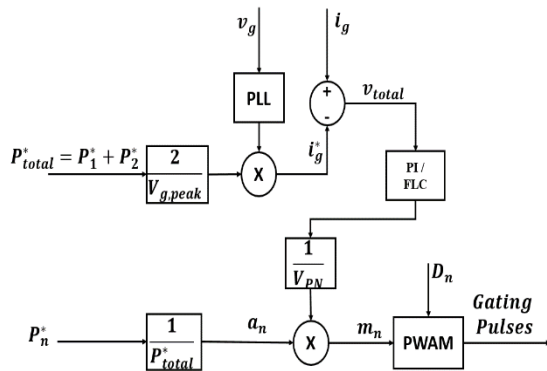 v_g
i_g
PLL
+
-
v_total
P*_total = P*_1 + P*_2
2
V_g,peak
X
i*_g
PI /
FLC
1
V_PN
D_n
Gating
Pulses
P*_n
1
P*_total
a_n
X
m_n
PWAM